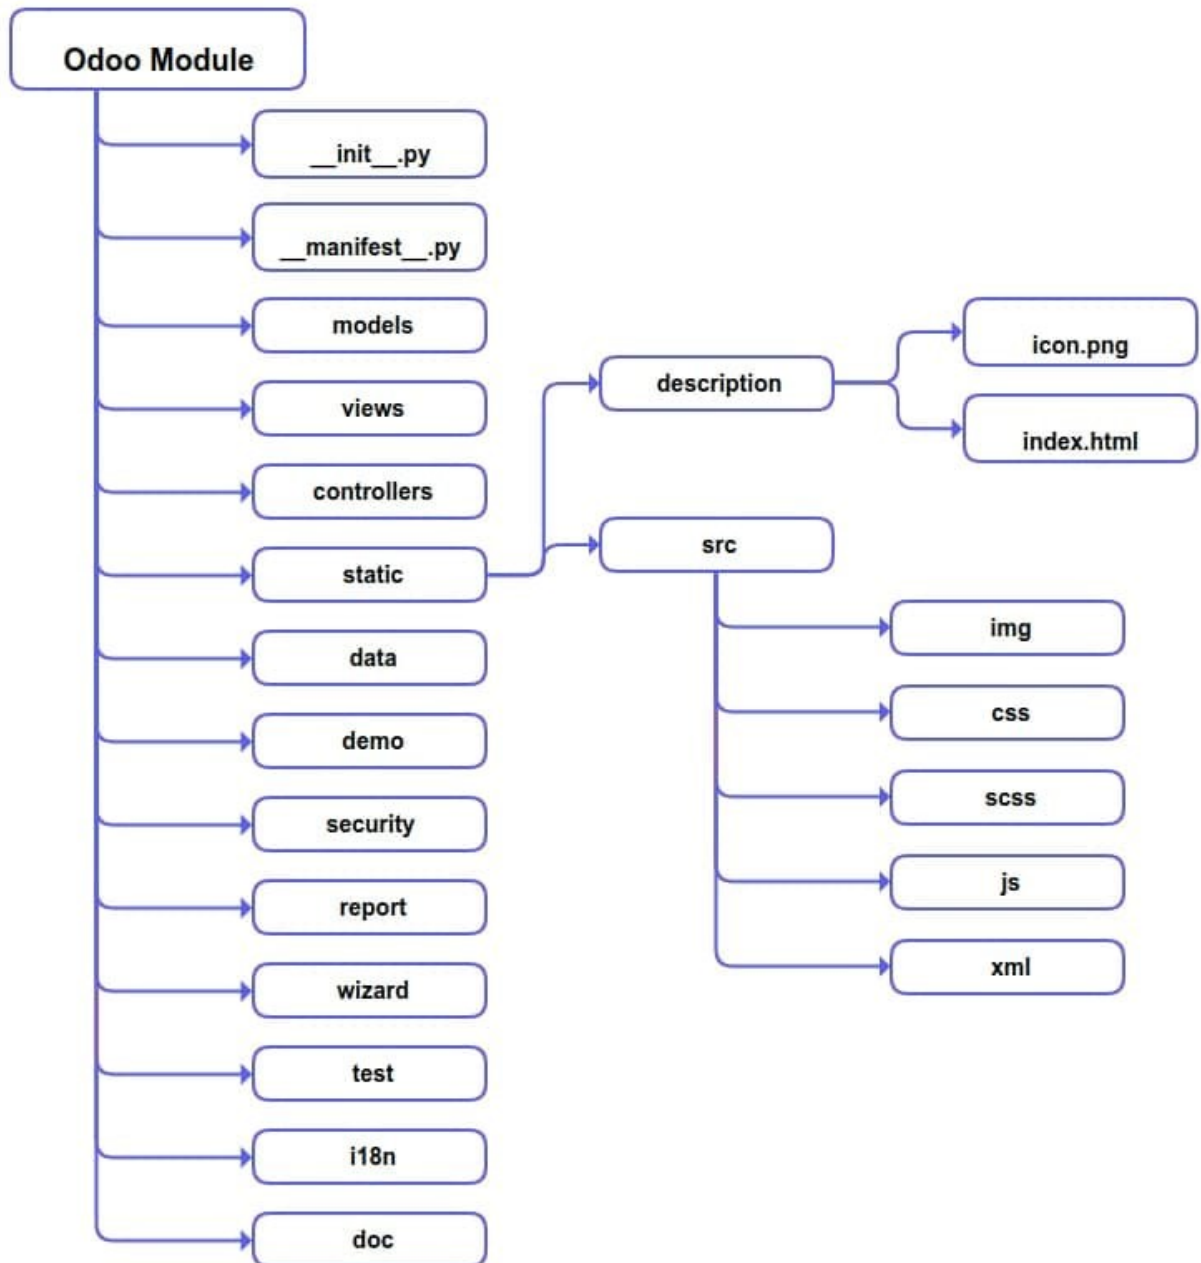 Odoo Module
__init__.py
__manifest__.py
models
views
controllers
static
data
demo
security
report
wizard
test
i18n
doc
description
icon.png
index.html
src
img
css
scss
js
xml